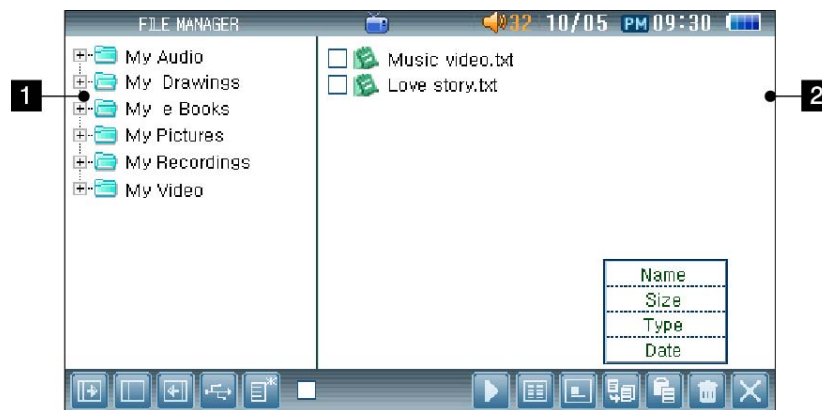 FILE MANAGER 32 10/05 PM 09:30
My Audio
My Drawings
My e Books
My Pictures
My Recordings
My Video
1
Music video.txt
Love story.txt
2
Name
Size
Type
Date